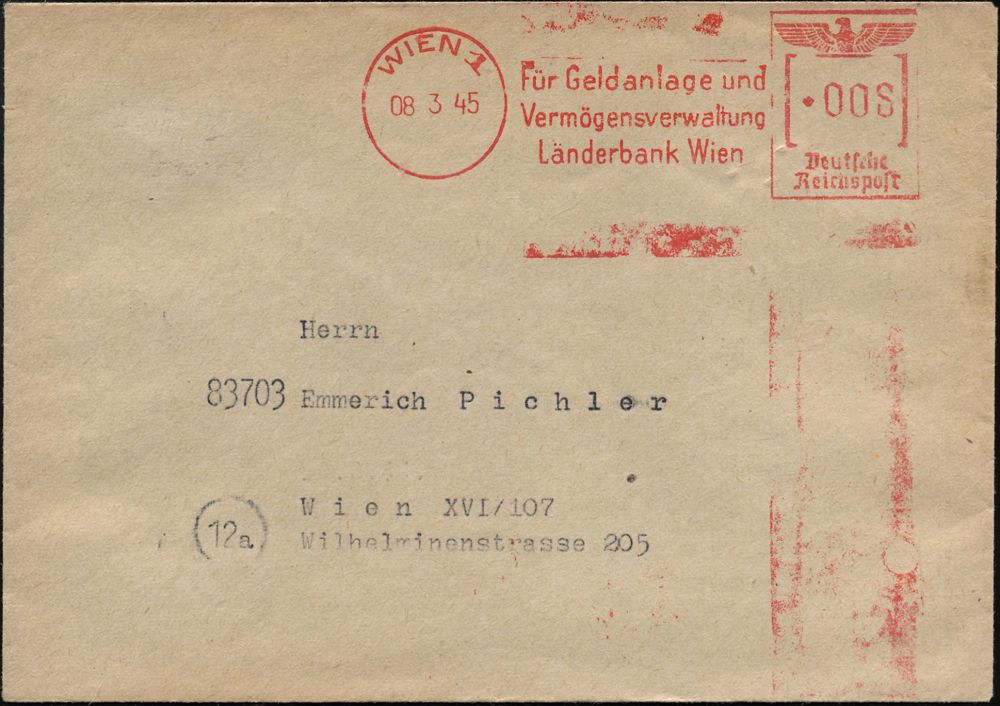 WIEN 1
08 3 45
Für Geldanlage und
Vermögensverwaltung
Länderbank Wien
008
Deutsche
Reichspost
Herrn
83703 Emmerich Pichler
Wien XVI/107
12a Wilhelminenstrasse 205